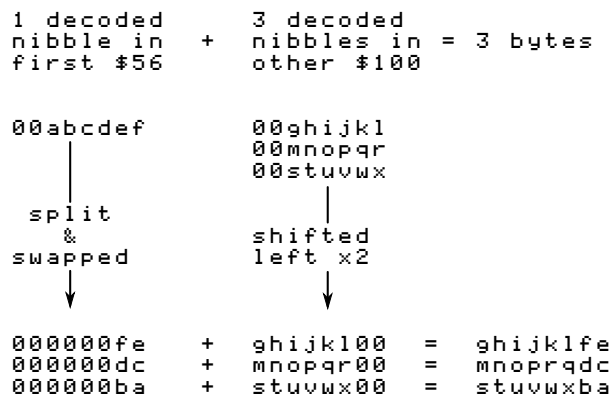 1 decoded 3 decoded
nibble in + nibbles in = 3 bytes
first $56 other $100
00abcdef 00ghijkl
00mnopqr
00stuvwx
split
& shifted
swapped left x2
000000fe + ghijkl00 = ghijklfe
000000dc + mnopqr00 = mnoprqdc
000000ba + stuvwx00 = stuvwxba